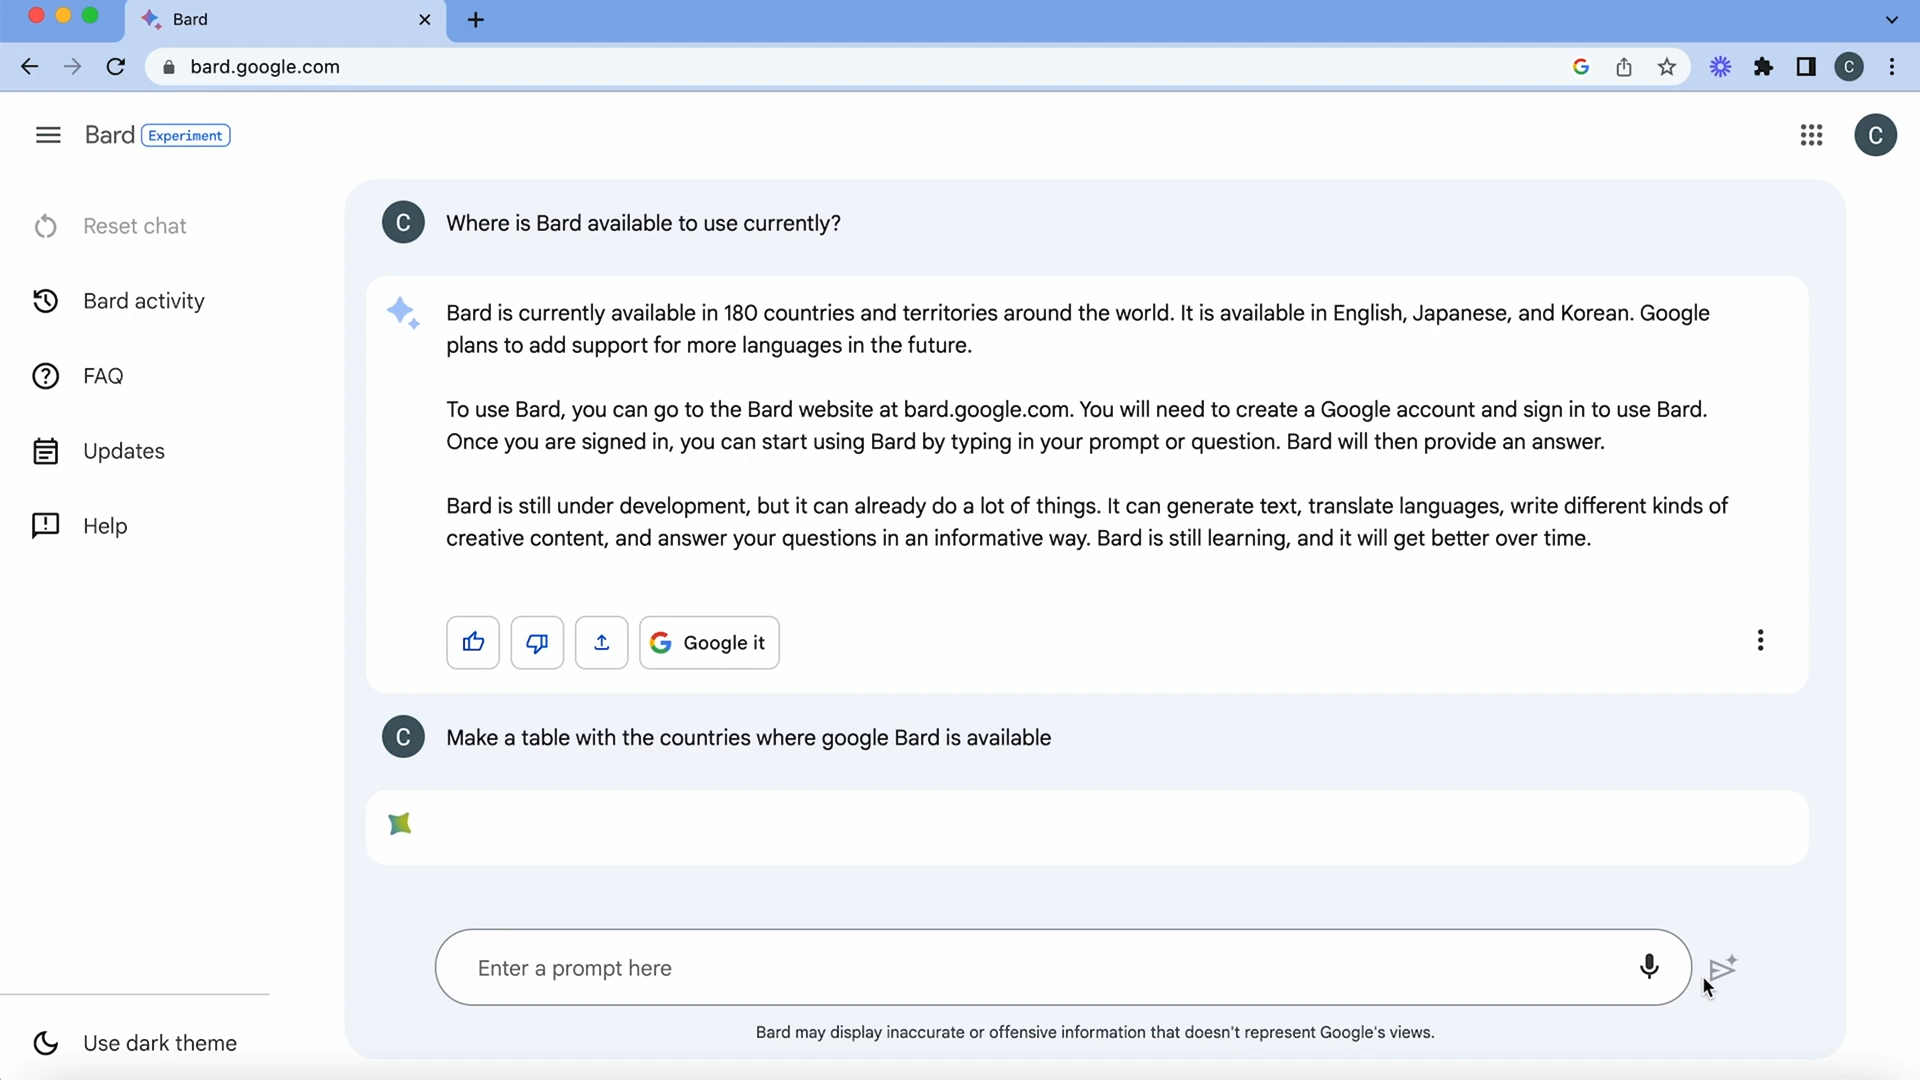 Bard
bard.google.com
C
Bard Experiment
C
Reset chat
Bard activity
FAQ
Updates
Help
Use dark theme
C
Where is Bard available to use currently?
Bard is currently available in 180 countries and territories around the world. It is available in English, Japanese, and Korean. Google
plans to add support for more languages in the future.
To use Bard, you can go to the Bard website at bard.google.com. You will need to create a Google account and sign in to use Bard.
Once you are signed in, you can start using Bard by typing in your prompt or question. Bard will then provide an answer.
Bard is still under development, but it can already do a lot of things. It can generate text, translate languages, write different kinds of
creative content, and answer your questions in an informative way. Bard is still learning, and it will get better over time.
Google it
C
Make a table with the countries where google Bard is available
Enter a prompt here
Bard may display inaccurate or offensive information that doesn't represent Google's views.